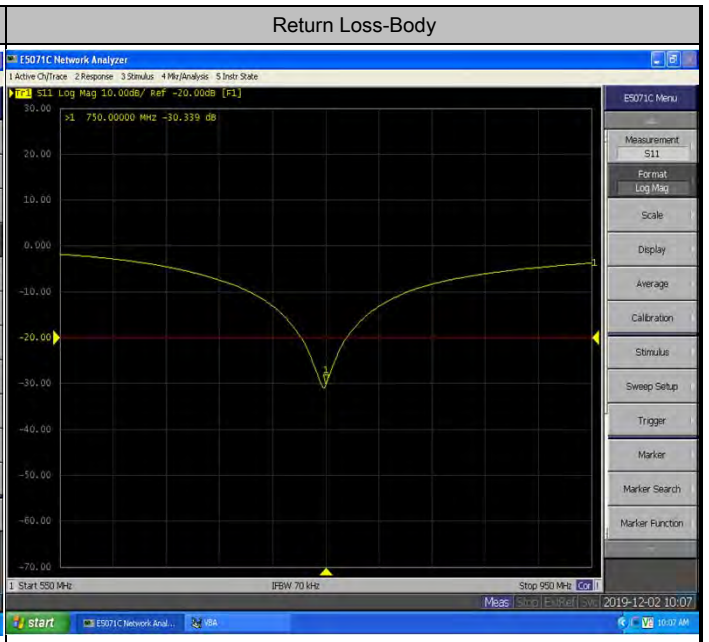 Return Loss-Body
E5071C Network Analyzer
1 Active Ch/Trace 2 Response 3 Stimulus 4 Mkr/Analysis 5 Instr State
Tr1 S11 Log Mag 10.00dB/ Ref -20.00dB [F1]
>1 750.00000 MHz -30.339 dB
30.00
20.00
10.00
0.000
-10.00
-20.00
-30.00
-40.00
-50.00
-60.00
-70.00
1
1
1 Start 550 MHz IFBW 70 kHz Stop 950 MHz Cor
E5071C Menu
Measurement
S11
Format
Log Mag
Scale
Display
Average
Calibration
Stimulus
Sweep Setup
Trigger
Marker
Marker Search
Marker Function
Meas Stop ExtRef Svc 2019-12-02 10:07
start E5071C Network Anal... VBA 10:07 AM